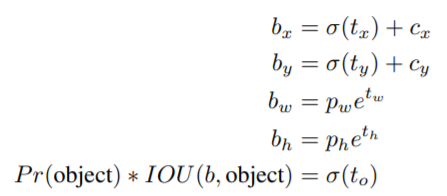 b_x = σ(t_x) + c_x
b_y = σ(t_y) + c_y
b_w = p_w e^{t_w}
b_h = p_h e^{t_h}
Pr(object) ∗ IOU(b, object) = σ(t_o)